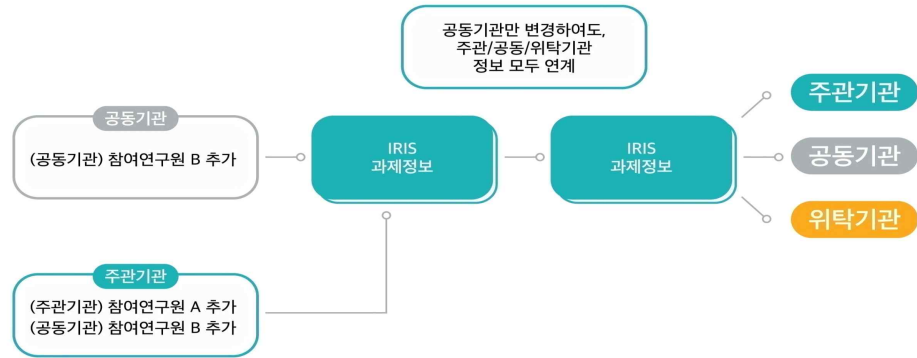 공동기관만 변경하여도,
주관/공동/위탁기관
정보 모두 연계
공동기관
(공동기관) 참여연구원 B 추가
IRIS
과제정보
IRIS
과제정보
주관기관
공동기관
위탁기관
주관기관
(주관기관) 참여연구원 A 추가
(공동기관) 참여연구원 B 추가